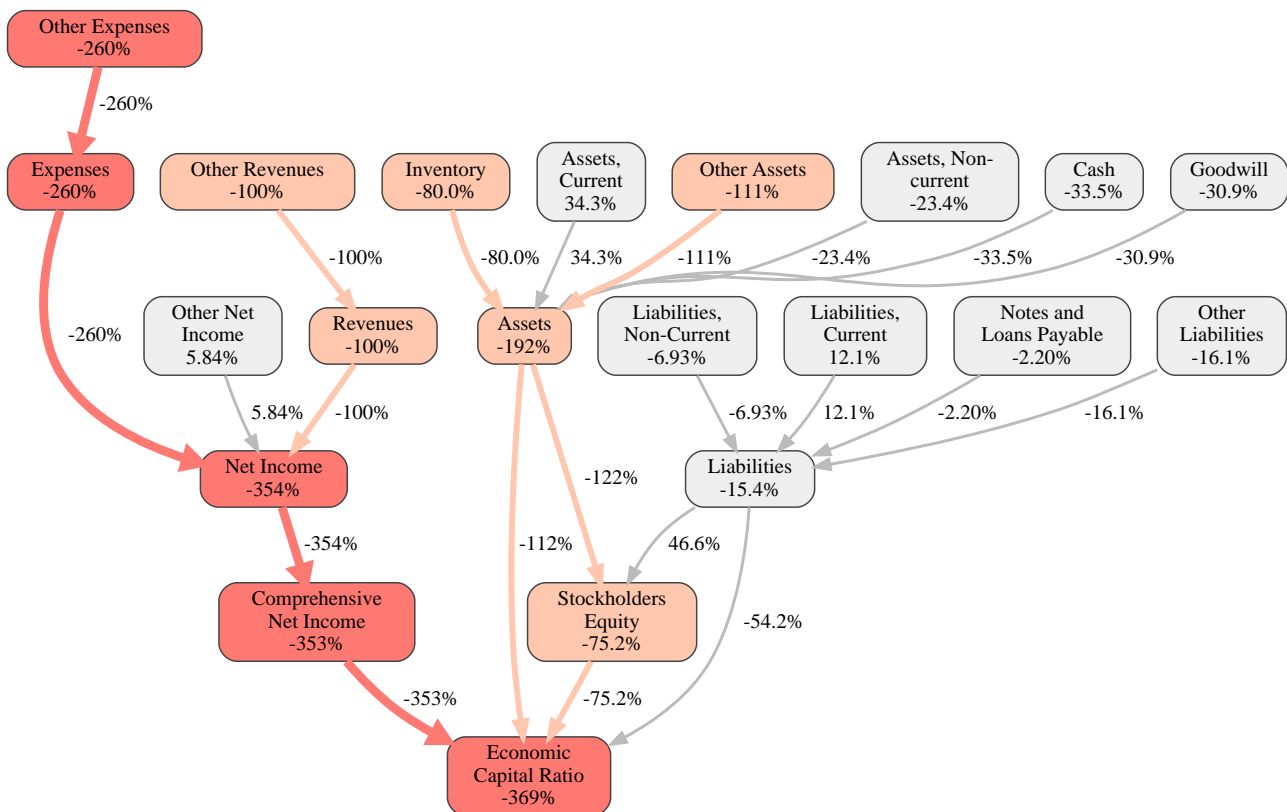 Other Expenses
-260%
-260%
Expenses
-260%
Other Revenues
-100%
Inventory
-80.0%
Assets,
Current
34.3%
Other Assets
-111%
Assets, Non-
current
-23.4%
Cash
-33.5%
Goodwill
-30.9%
-100%
-80.0%
34.3%
-111%
-23.4%
-33.5%
-30.9%
-260%
Other Net
Income
5.84%
Revenues
-100%
Assets
-192%
Liabilities,
Non-Current
-6.93%
Liabilities,
Current
12.1%
Notes and
Loans Payable
-2.20%
Other
Liabilities
-16.1%
5.84%
-100%
-6.93%
12.1%
-2.20%
-16.1%
Net Income
-354%
-122%
Liabilities
-15.4%
-354%
-112%
46.6%
Comprehensive
Net Income
-353%
Stockholders
Equity
-75.2%
-54.2%
-353%
-75.2%
Economic
Capital Ratio
-369%